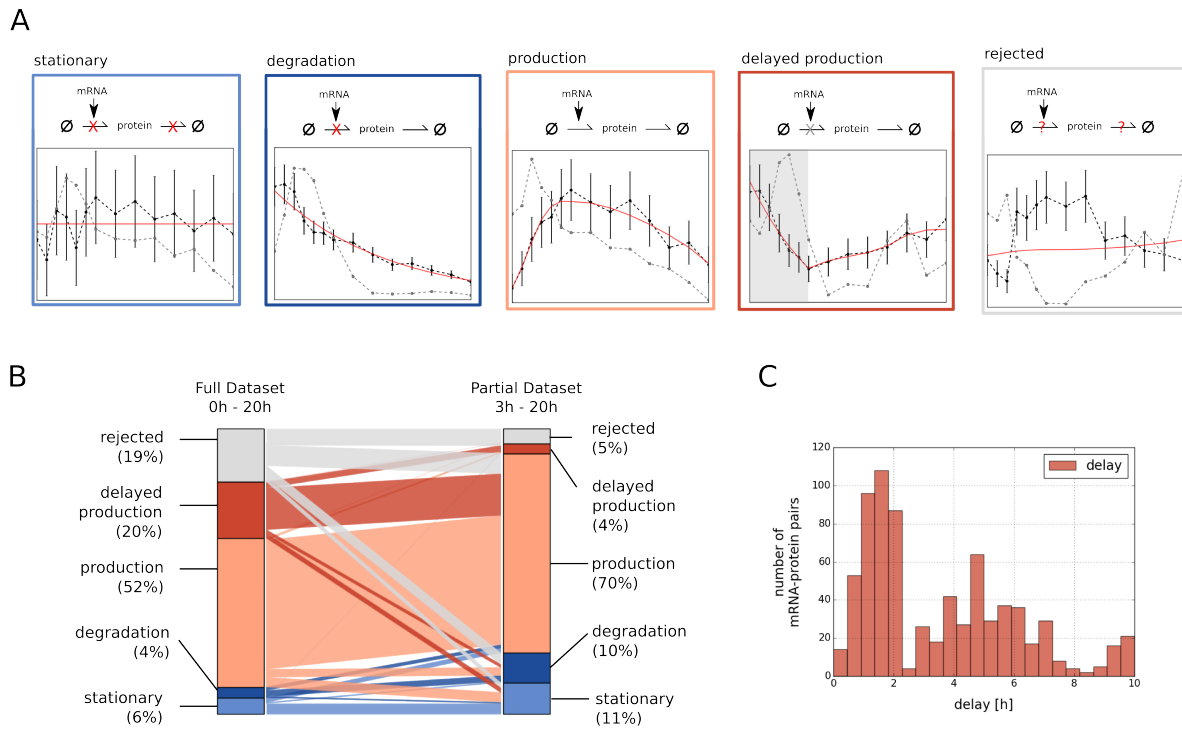 A
stationary
mRNA
∅ X protein X ∅
degradation
mRNA
∅ X protein ∅
production
mRNA
∅ protein ∅
delayed production
mRNA
∅ X protein ∅
rejected
mRNA
∅ ? protein ? ∅
B
Full Dataset
0h - 20h
Partial Dataset
3h - 20h
rejected
(19%)
delayed
production
(20%)
production
(52%)
degradation
(4%)
stationary
(6%)
rejected
(5%)
delayed
production
(4%)
production
(70%)
degradation
(10%)
stationary
(11%)
C
delay
number of
mRNA-protein pairs
120
100
80
60
40
20
0
0 2 4 6 8 10
delay [h]